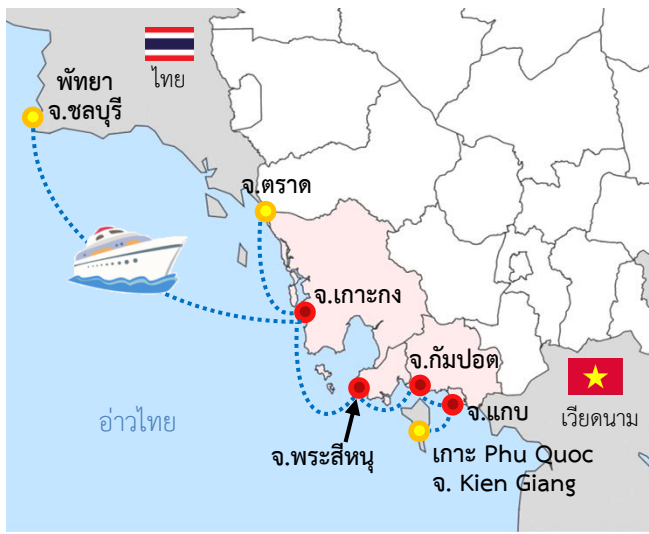 พัทยา
จ.ชลบุรี
ไทย
จ.ตราด
จ.เกาะกง
จ.กัมปอต
จ.แกบ
เวียดนาม
อ่าวไทย
จ.พระสีหนุ
เกาะ Phu Quoc
จ. Kien Giang